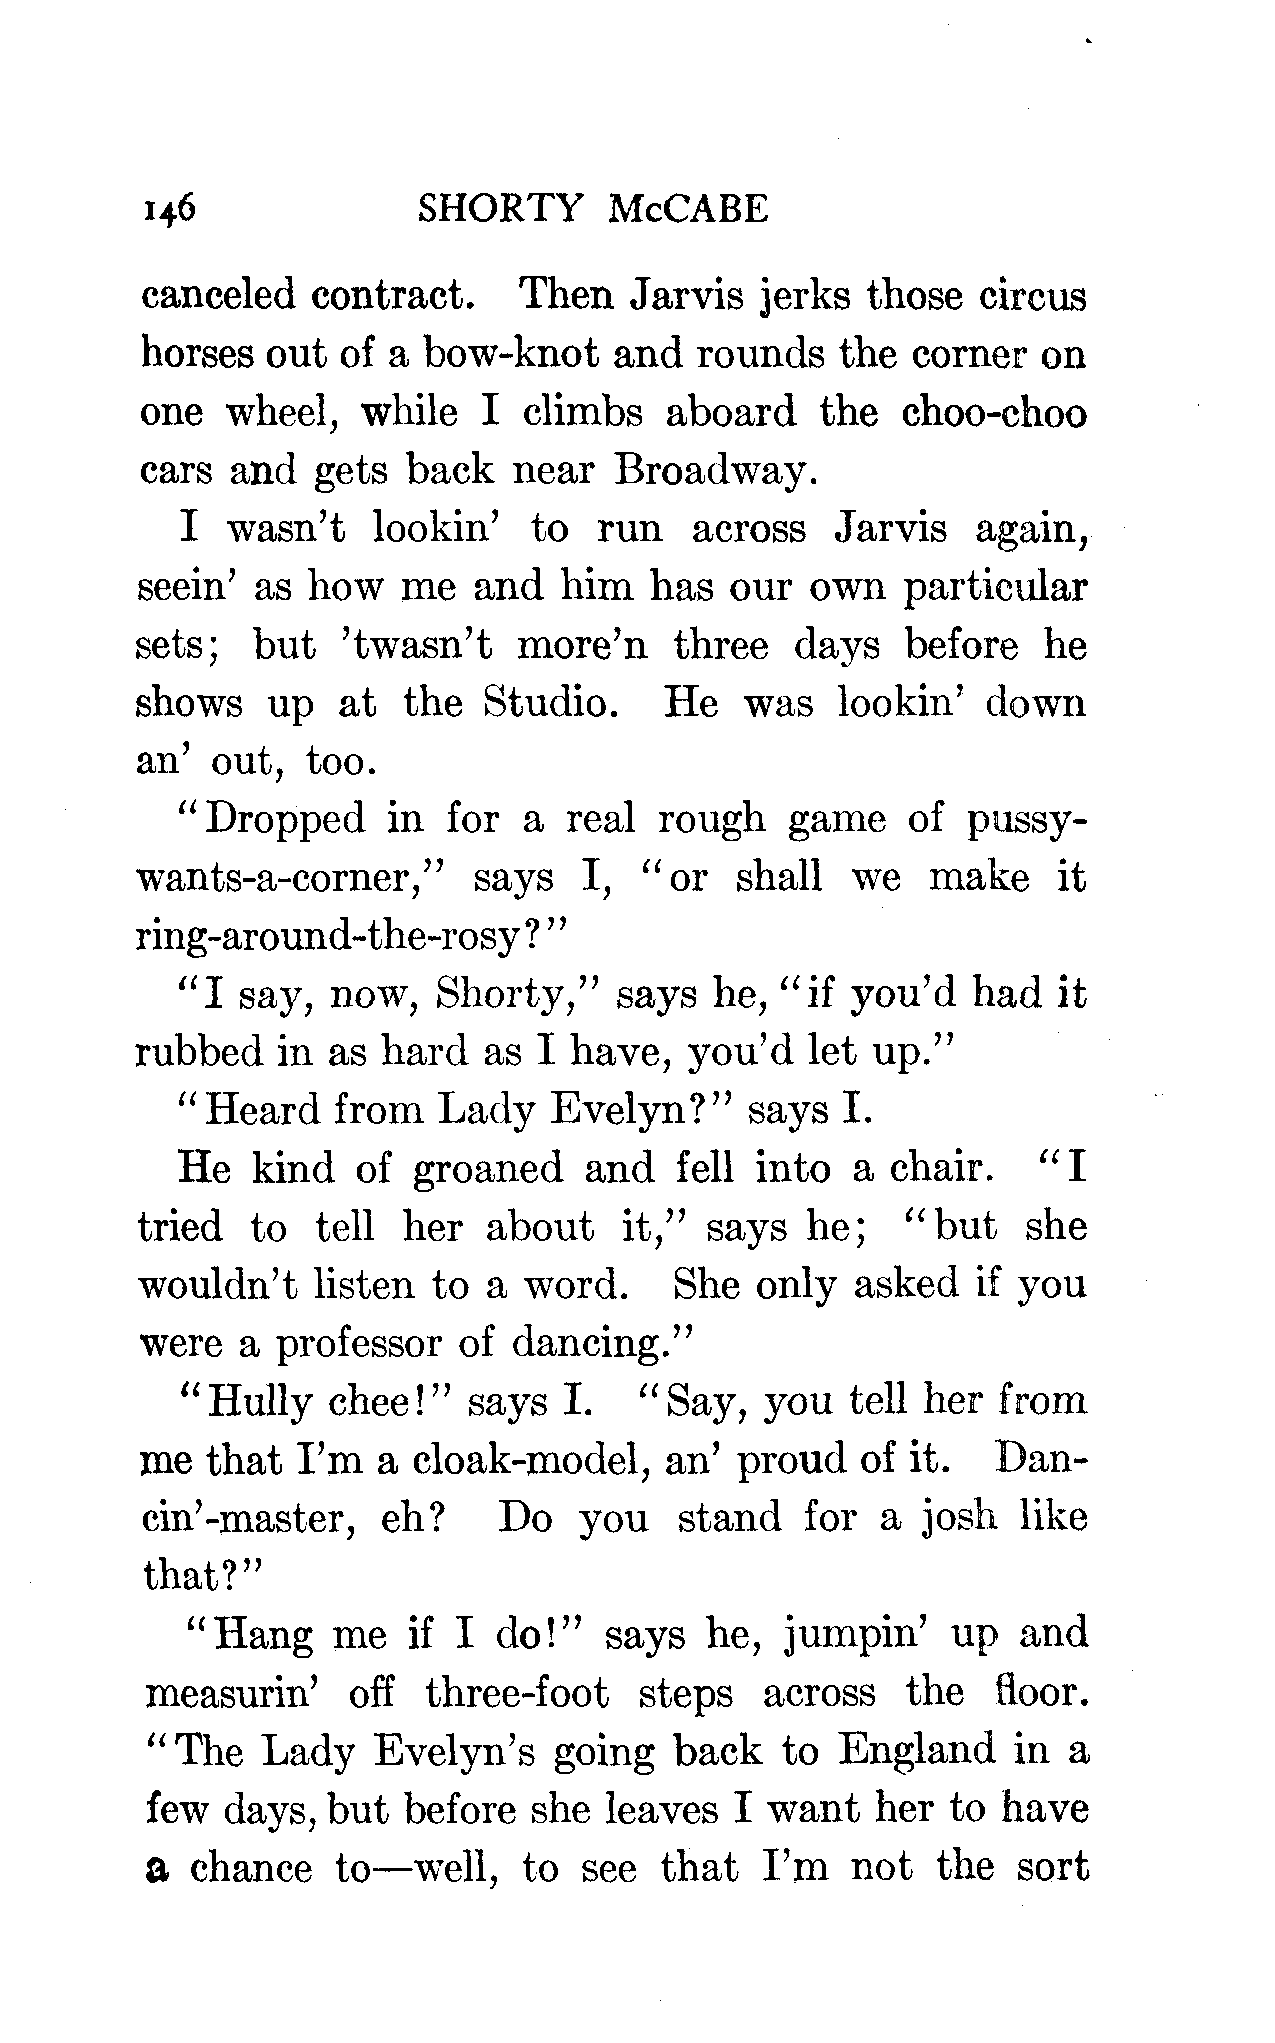 146 SHORTY McCABE
canceled contract. Then Jarvis jerks those circus
horses out of a bow-knot and rounds the corner on
one wheel, while I climbs aboard the choo-choo
cars and gets back near Broadway.
I wasn't lookin' to run across Jarvis again,
seein' as how me and him has our own particular
sets; but 'twasn't more'n three days before he
shows up at the Studio. He was lookin' down
an' out, too.
"Dropped in for a real rough game of pussy-
wants-a-corner," says I, "or shall we make it
ring-around-the-rosy?"
"I say, now, Shorty," says he, "if you'd had it
rubbed in as hard as I have, you'd let up."
"Heard from Lady Evelyn?" says I.
He kind of groaned and fell into a chair. "I
tried to tell her about it," says he; "but she
wouldn't listen to a word. She only asked if you
were a professor of dancing."
"Hully chee!" says I. "Say, you tell her from
me that I'm a cloak-model, an' proud of it. Dan-
cin'-master, eh? Do you stand for a josh like
that?"
"Hang me if I do!" says he, jumpin' up and
measurin' off three-foot steps across the floor.
"The Lady Evelyn's going back to England in a
few days, but before she leaves I want her to have
a chance to—well, to see that I'm not the sort